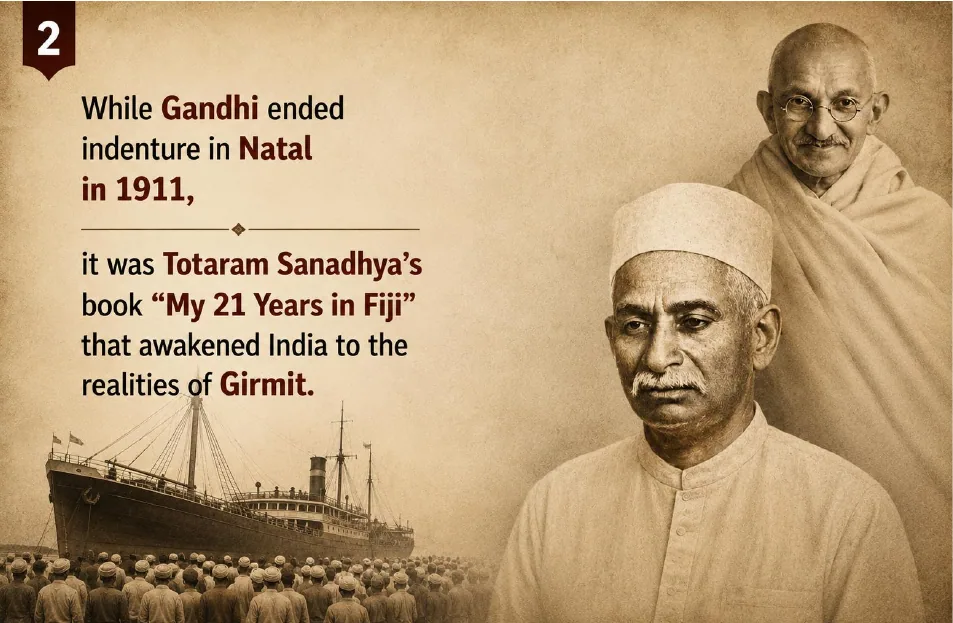 2
While Gandhi ended
indenture in Natal
in 1911,
it was Totaram Sanadhya’s
book “My 21 Years in Fiji”
that awakened India to the
realities of Girmit.